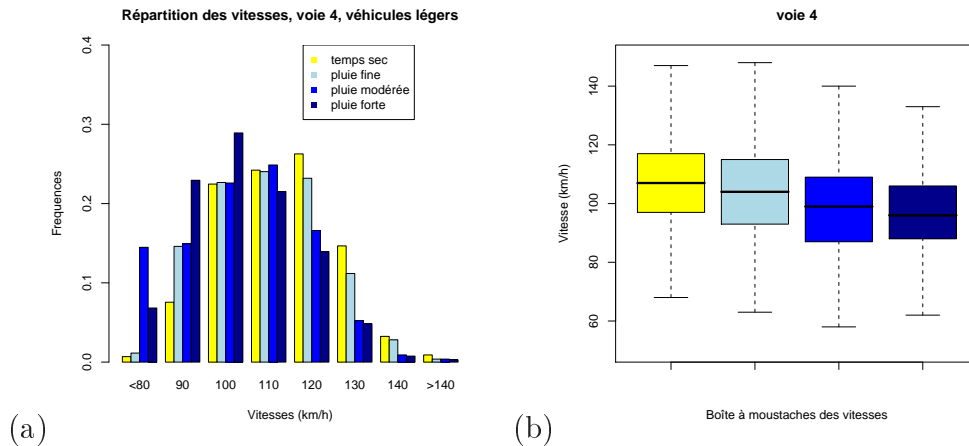 Répartition des vitesses, voie 4, véhicules légers
Frequences
0.4
0.3
0.2
0.1
0.0
temps sec
pluie fine
pluie modérée
pluie forte
<80 90 100 110 120 130 140 >140
Vitesses (km/h)
(a)
voie 4
Vitesse (km/h)
140
120
100
80
60
Boîte à moustaches des vitesses
(b)